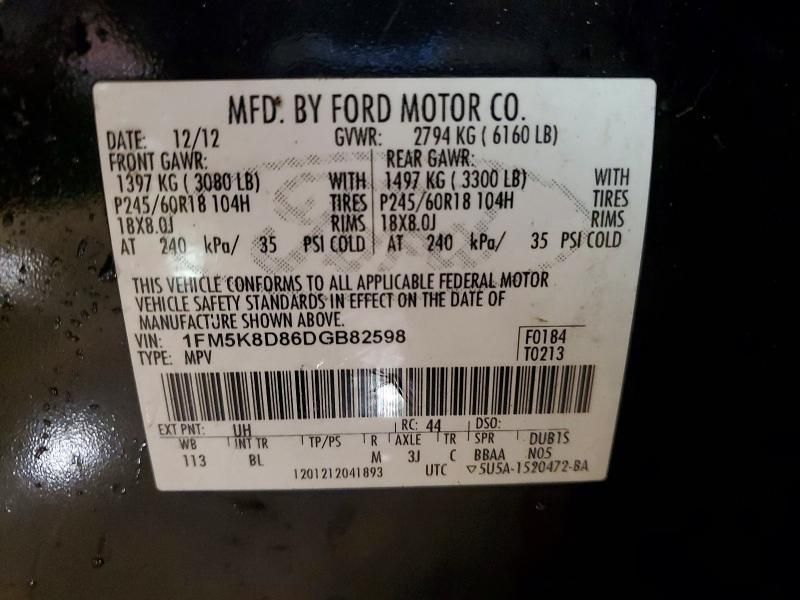 MFD. BY FORD MOTOR CO.
DATE: 12/12 GVWR: 2794 KG ( 6160 LB)
FRONT GAWR: REAR GAWR:
1397 KG ( 3080 LB) WITH 1497 KG ( 3300 LB) WITH
P245/60R18 104H TIRES P245/60R18 104H TIRES
18X8.0J RIMS 18X8.0J RIMS
AT 240 kPa/ 35 PSI COLD AT 240 kPa/ 35 PSI COLD
Ford
THIS VEHICLE CONFORMS TO ALL APPLICABLE FEDERAL MOTOR
VEHICLE SAFETY STANDARDS IN EFFECT ON THE DATE OF
MANUFACTURE SHOWN ABOVE.
VIN: 1FM5K8D86DGB82598 F0184
TYPE: MPV T0213
EXT PNT: UH RC: 44 DSO:
WB INT TR TP/PS R AXLE TR SPR DUB1S
113 BL M 3J C BBAA N05
1201212041893 UTC ▽5U5A-1520472-BA